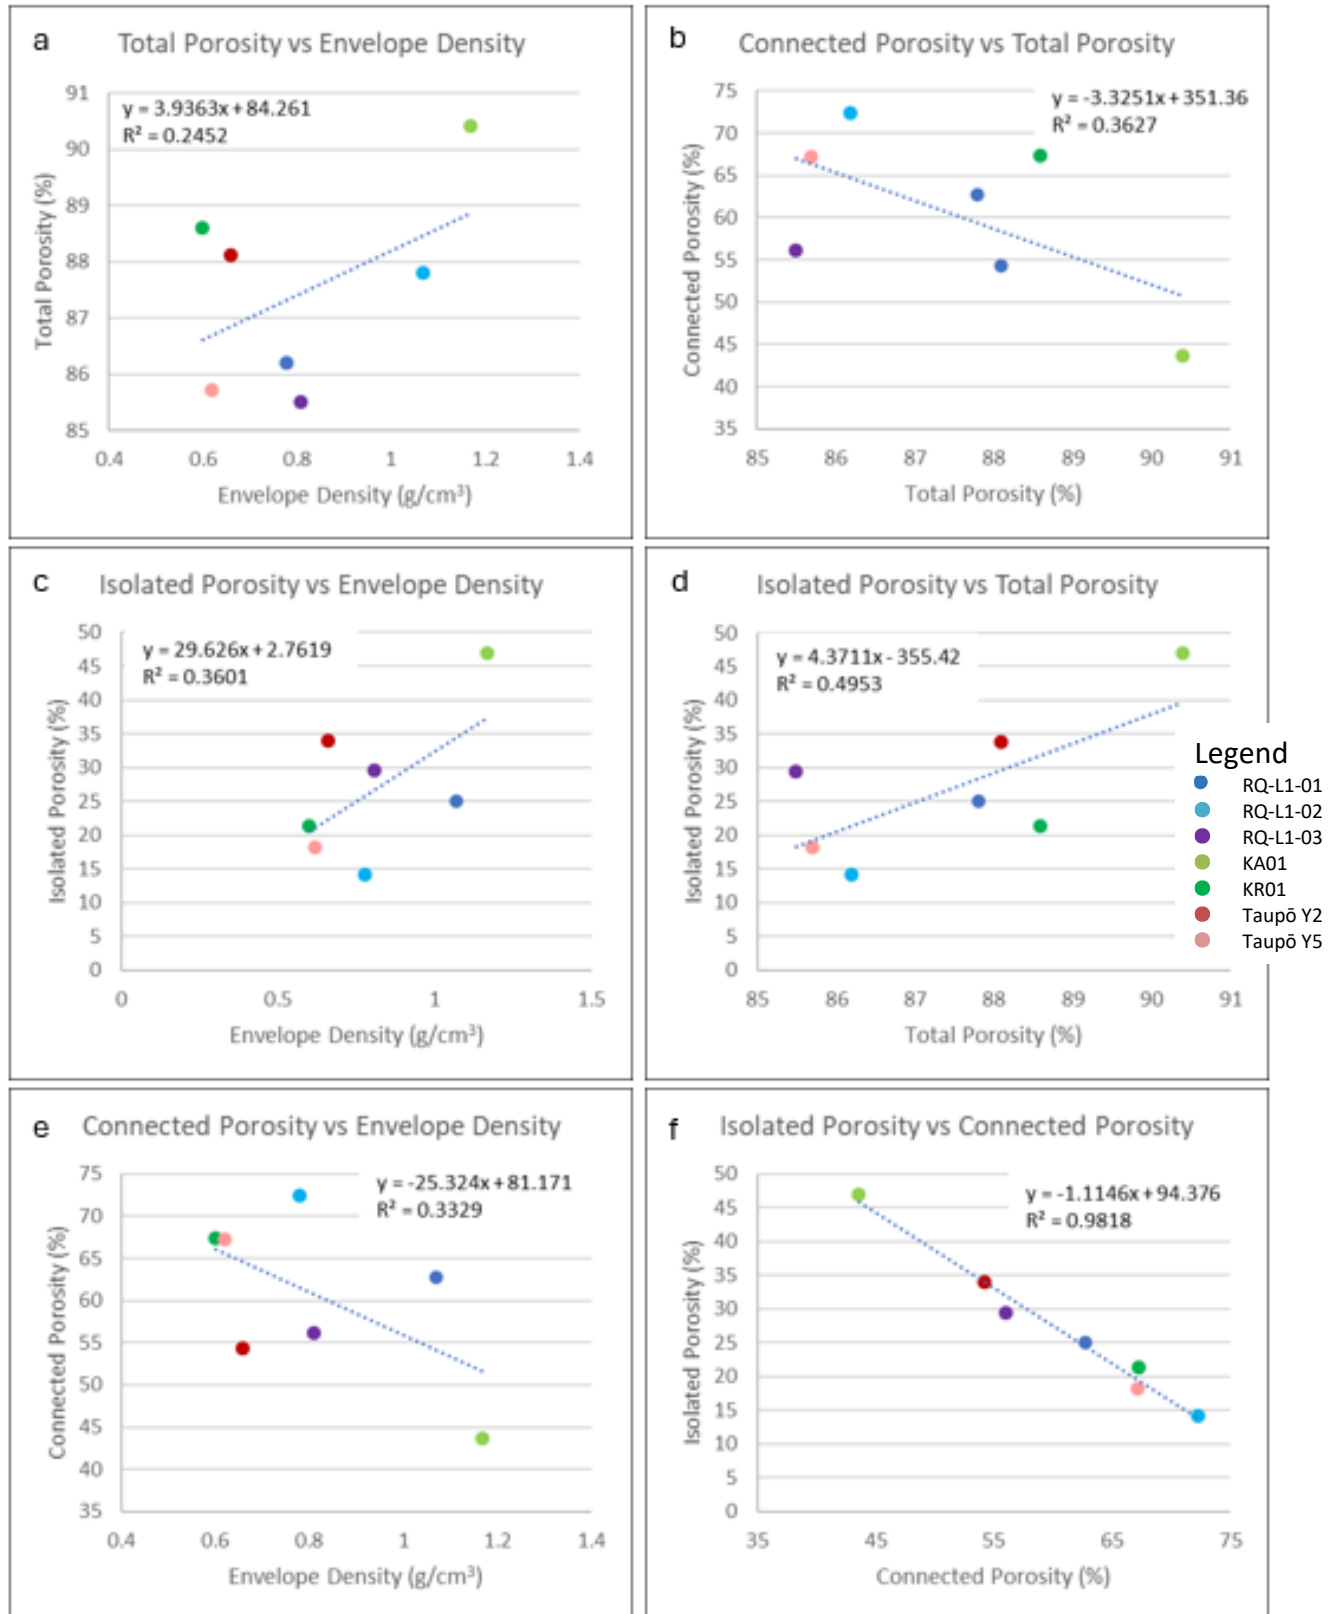 a Total Porosity vs Envelope Density
y = 3.9363x + 84.261
R² = 0.2452
91
90
89
88
87
86
85
Total Porosity (%)
0.4 0.6 0.8 1 1.2 1.4
Envelope Density (g/cm³)
b Connected Porosity vs Total Porosity
y = -3.3251x + 351.36
R² = 0.3627
75
70
65
60
55
50
45
40
35
Connected Porosity (%)
85 86 87 88 89 90 91
Total Porosity (%)
c Isolated Porosity vs Envelope Density
y = 29.626x + 2.7619
R² = 0.3601
50
45
40
35
30
25
20
15
10
5
0
Isolated Porosity (%)
0 0.5 1 1.5
Envelope Density (g/cm³)
d Isolated Porosity vs Total Porosity
y = 4.3711x - 355.42
R² = 0.4953
50
45
40
35
30
25
20
15
10
5
0
Isolated Porosity (%)
85 86 87 88 89 90 91
Total Porosity (%)
Legend
RQ-L1-01
RQ-L1-02
RQ-L1-03
KA01
KR01
Taupō Y2
Taupō Y5
e Connected Porosity vs Envelope Density
y = -25.324x + 81.171
R² = 0.3329
75
70
65
60
55
50
45
40
35
Connected Porosity (%)
0.4 0.6 0.8 1 1.2 1.4
Envelope Density (g/cm³)
f Isolated Porosity vs Connected Porosity
y = -1.1146x + 94.376
R² = 0.9818
50
45
40
35
30
25
20
15
10
5
0
Isolated Porosity (%)
35 45 55 65 75
Connected Porosity (%)